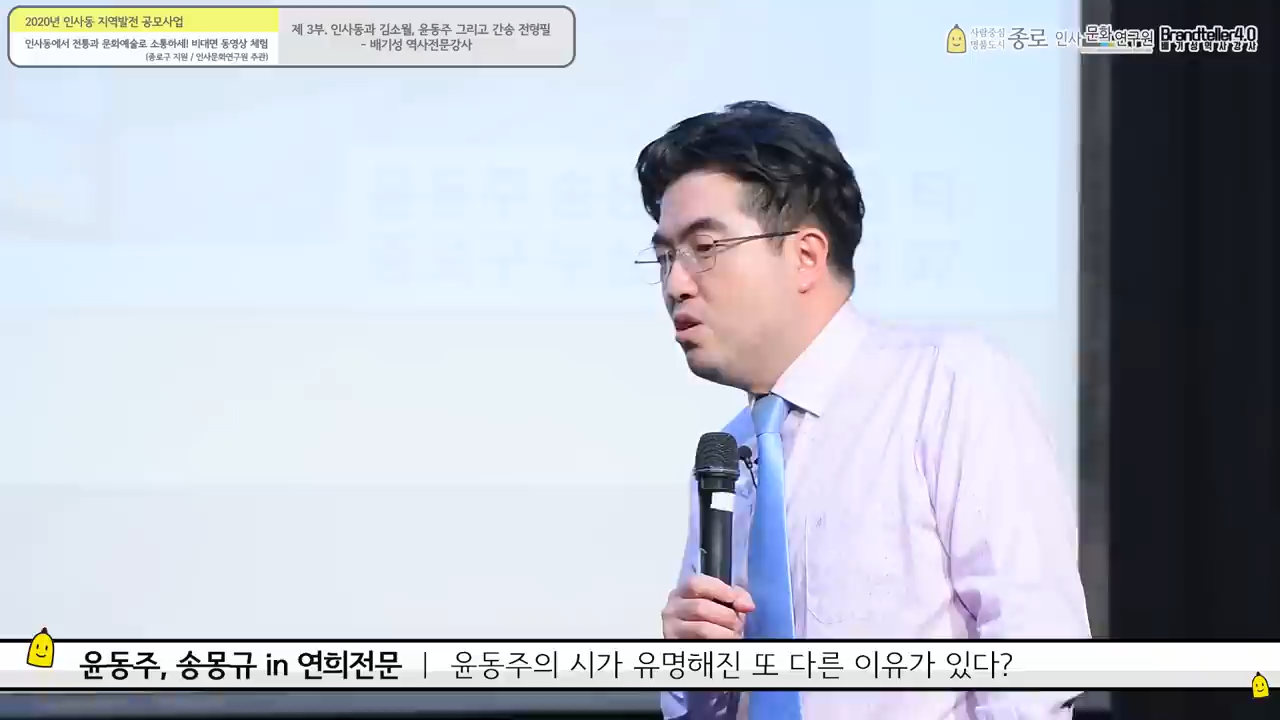 2020년 인사동 지역발전 공모사업
인사동에서 전통과 문화예술로 소통하세! 비대면 동영상 체험
(종로구 지원 / 인사문화연구원 주관)
제 3부. 인사동과 김소월, 윤동주 그리고 간송 전형필
- 배기성 역사전문강사
사람중심
명품도시
종로
인사문화연구원
Brandteller4.0
배기성역사강사
윤동주, 송몽규 in 연희전문 | 윤동주의 시가 유명해진 또 다른 이유가 있다?